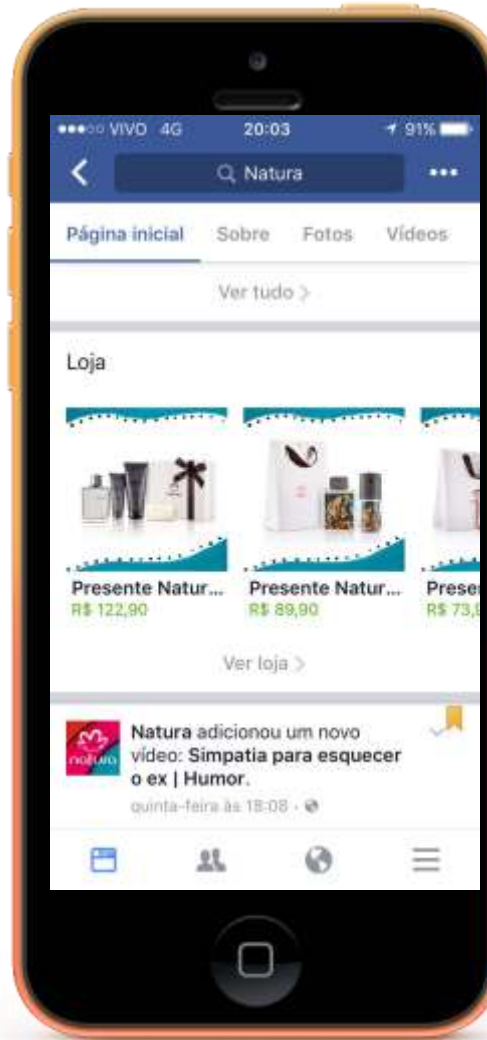 VIVO 4G 20:03 91%
Natura
Página inicial Sobre Fotos Vídeos
Ver tudo
Loja
Presente Natur... Presente Natur... Prese
R$ 122,90 R$ 89,90 R$ 73,9
Ver loja
Natura adicionou um novo
vídeo: Simpatia para esquecer
o ex | Humor.
quinta-feira às 18:08
natura